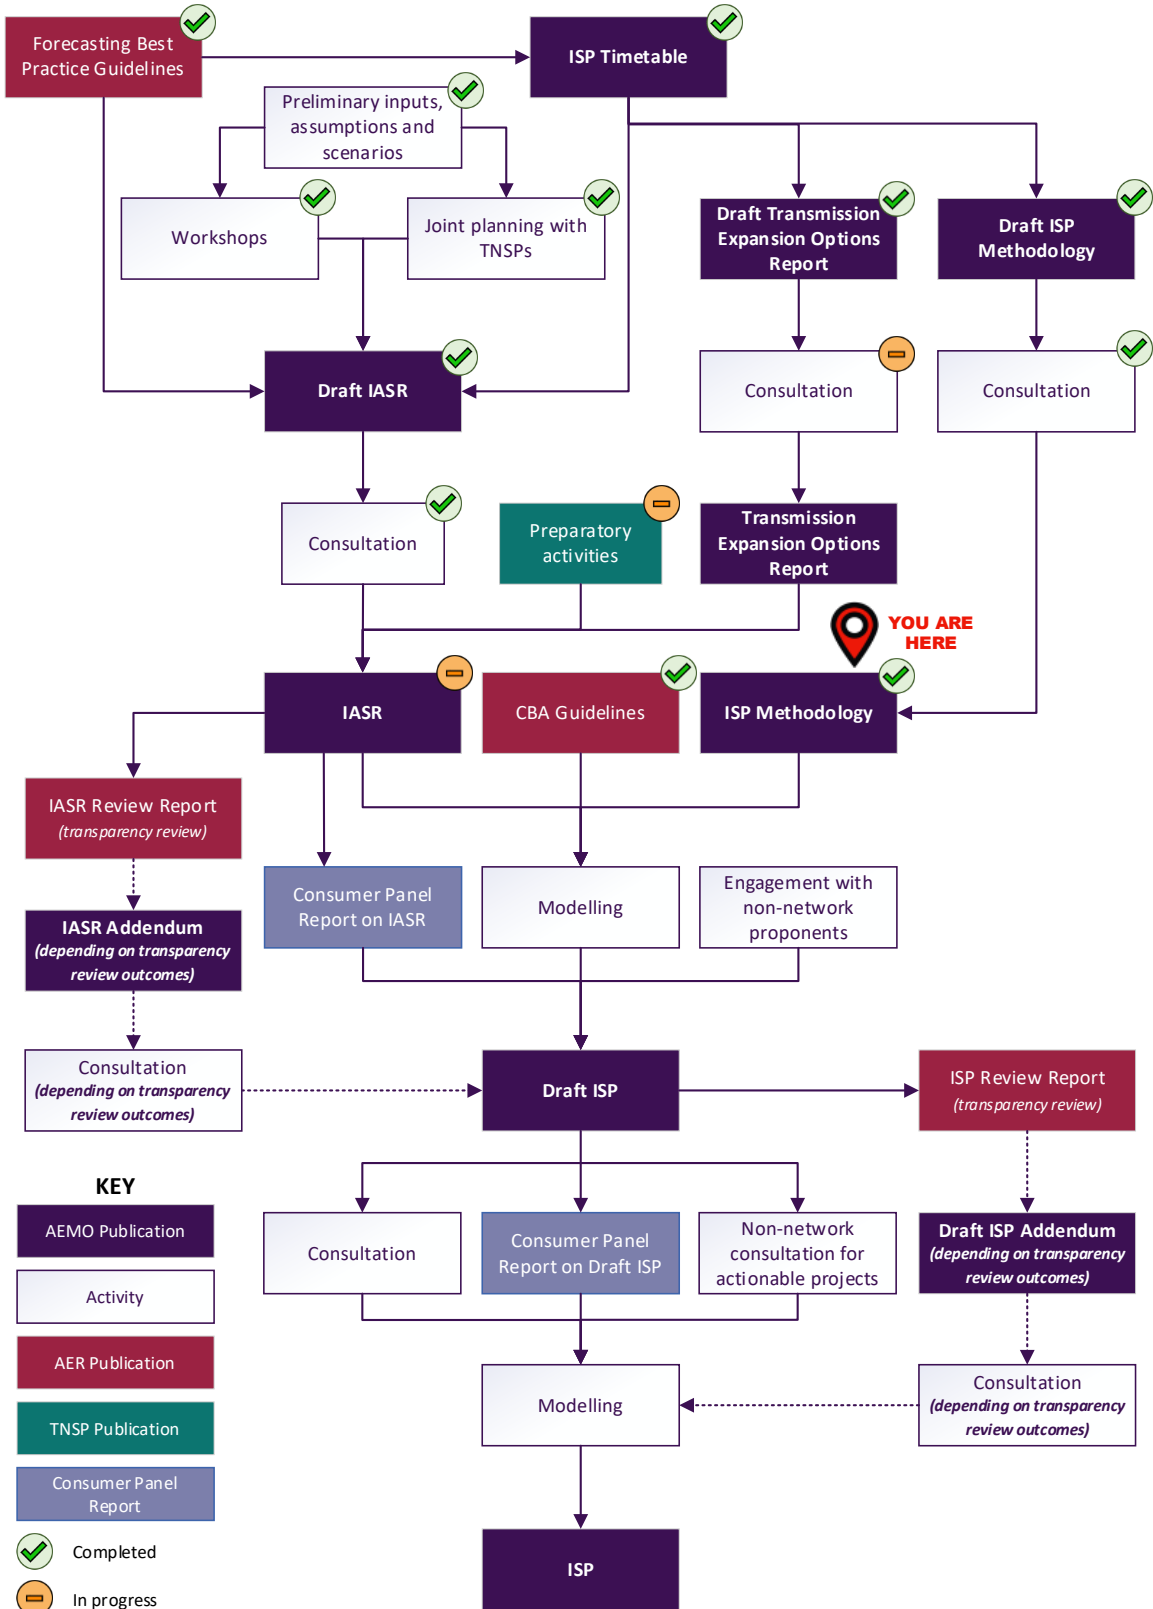 Forecasting Best
Practice Guidelines
ISP Timetable
Preliminary inputs,
assumptions and
scenarios
Workshops
Joint planning with
TNSPs
Draft Transmission
Expansion Options
Report
Draft ISP
Methodology
Draft IASR
Consultation
Consultation
Consultation
Preparatory
activities
Transmission
Expansion Options
Report
YOU ARE
HERE
IASR
CBA Guidelines
ISP Methodology
IASR Review Report
(transparency review)
Consumer Panel
Report on IASR
Modelling
Engagement with
non-network
proponents
IASR Addendum
(depending on transparency
review outcomes)
Consultation
(depending on transparency
review outcomes)
Draft ISP
ISP Review Report
(transparency review)
Consultation
Consumer Panel
Report on Draft ISP
Non-network
consultation for
actionable projects
Draft ISP Addendum
(depending on transparency
review outcomes)
Modelling
Consultation
(depending on transparency
review outcomes)
ISP
KEY
AEMO Publication
Activity
AER Publication
TNSP Publication
Consumer Panel
Report
Completed
In progress